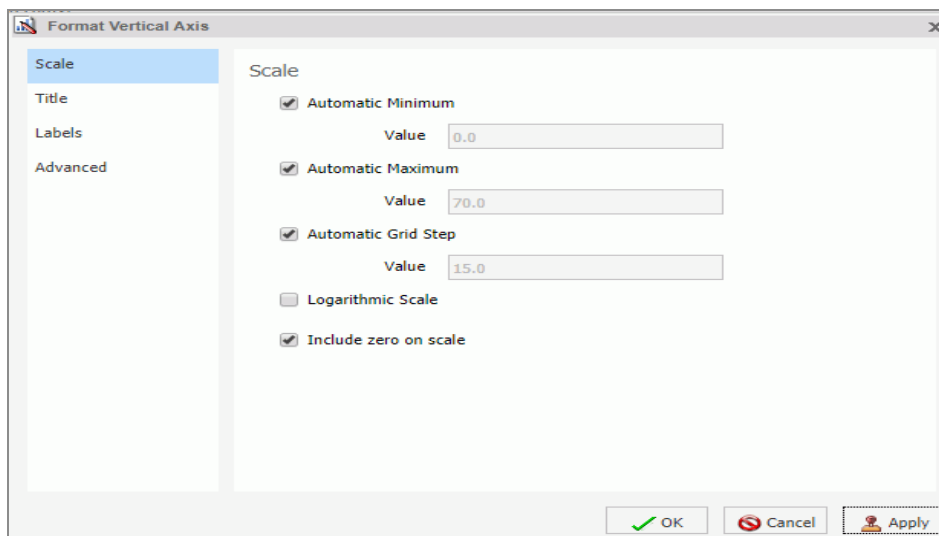 Format Vertical Axis
Scale
Title
Labels
Advanced
Scale
Automatic Minimum
Value 0.0
Automatic Maximum
Value 70.0
Automatic Grid Step
Value 15.0
Logarithmic Scale
Include zero on scale
OK Cancel Apply